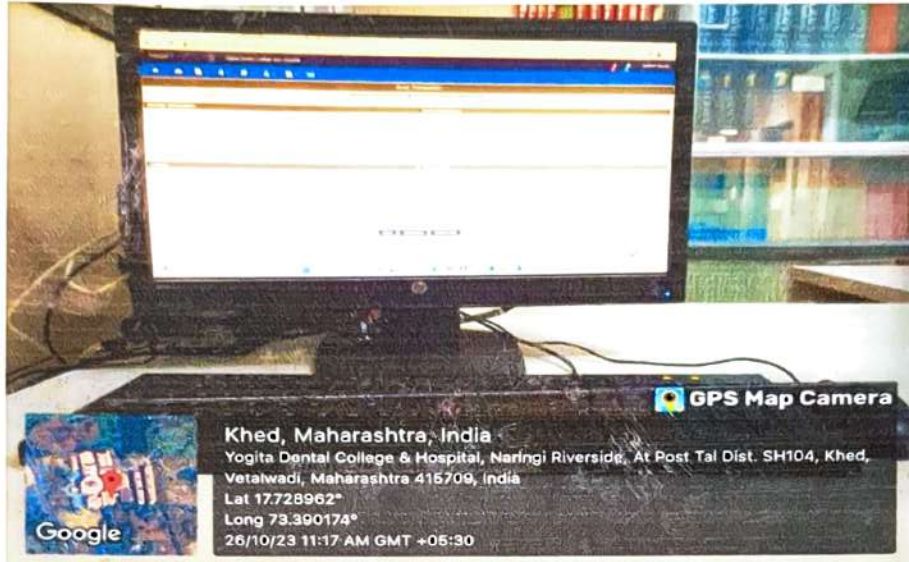 GPS Map Camera
Khed, Maharashtra, India
Yogita Dental College & Hospital, Naringi Riverside, At Post Tal Dist. SH104, Khed,
Vetalwadi, Maharashtra 415709, India
Lat 17.728962°
Long 73.390174°
26/10/23 11:17 AM GMT +05:30
Google